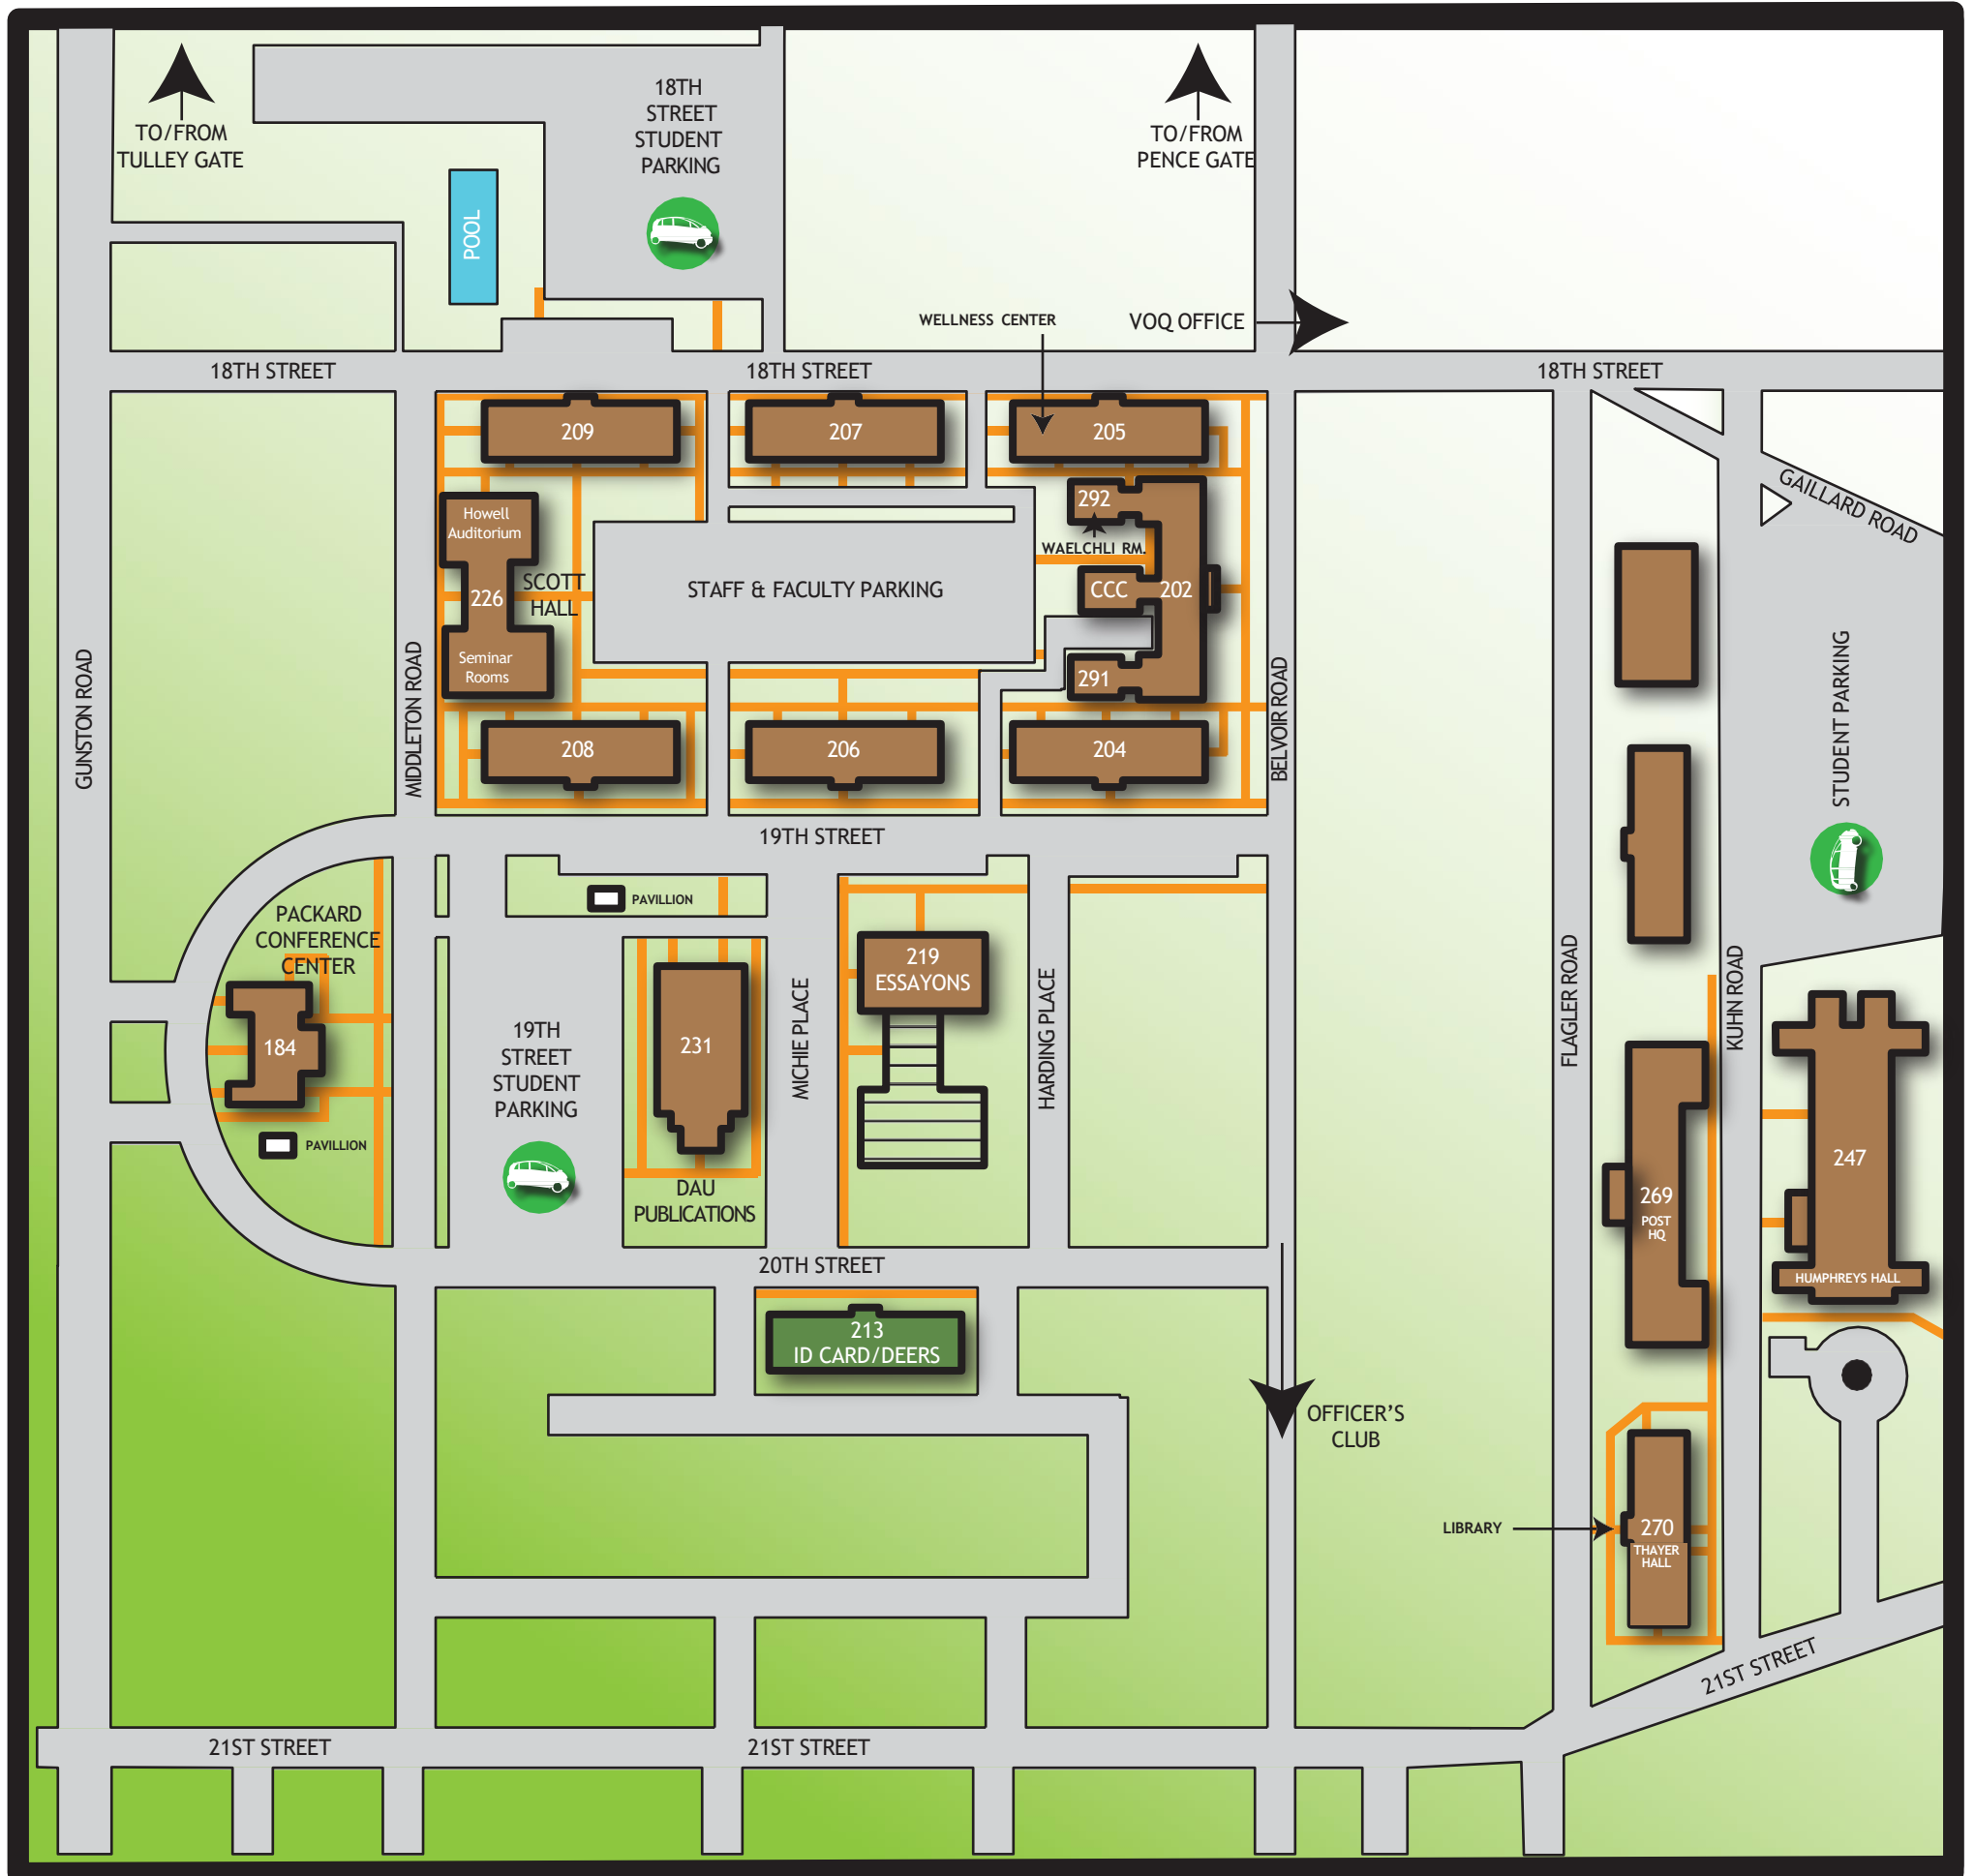 TO/FROM
TULLEY GATE
18TH
STREET
STUDENT
PARKING
TO/FROM
PENCE GATE
POOL
WELLNESS CENTER
VOQ OFFICE
18TH STREET
18TH STREET
18TH STREET
209
207
205
GAILLARD ROAD
292
Howell
Auditorium
WAELCHLI RM.
SCOTT
HALL
226
STAFF & FACULTY PARKING
CCC
202
Seminar
Rooms
291
GUNSTON ROAD
MIDDLETON ROAD
BELVOIR ROAD
STUDENT PARKING
208
206
204
19TH STREET
PAVILLION
PACKARD
CONFERENCE
CENTER
219
ESSAYONS
184
19TH
STREET
STUDENT
PARKING
231
MICHIE PLACE
HARDING PLACE
FLAGLER ROAD
KUHN ROAD
PAVILLION
247
DAU
PUBLICATIONS
269
POST
HQ
HUMPHREYS HALL
20TH STREET
213
ID CARD/DEERS
OFFICER'S
CLUB
LIBRARY
270
THAYER
HALL
21ST STREET
21ST STREET
21ST STREET